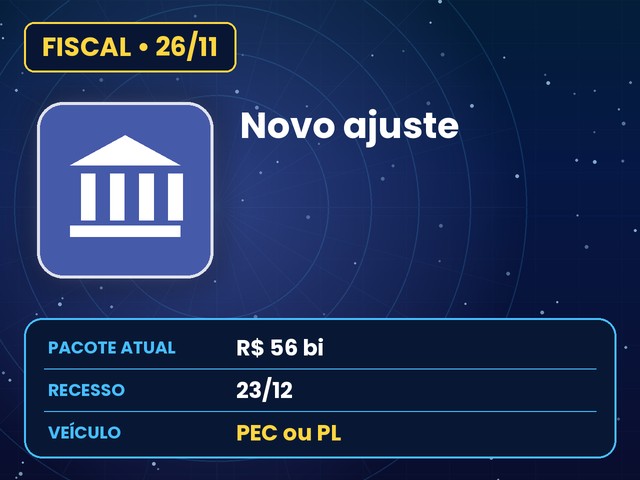 FISCAL • 26/11
Novo ajuste
PACOTE ATUAL R$ 56 bi
RECESSO 23/12
VEÍCULO PEC ou PL